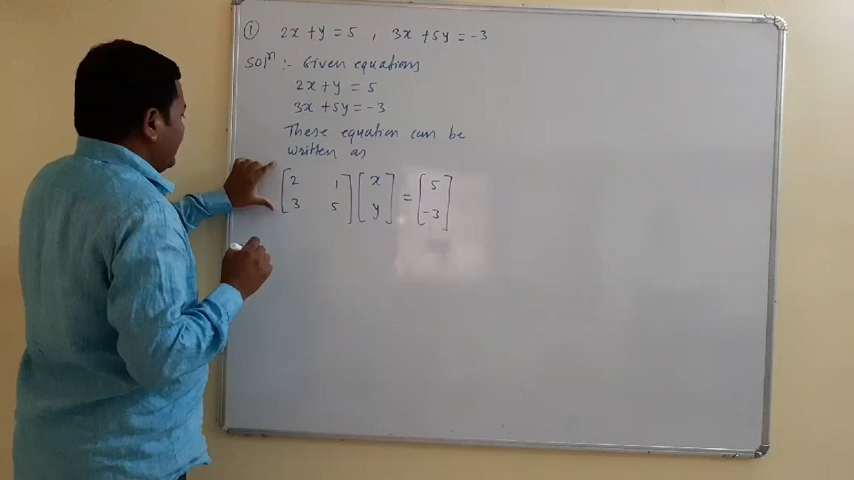 ① 2x + y = 5 , 3x + 5y = -3
Solⁿ :- Given equations
2x + y = 5
3x + 5y = -3
These equation can be
written as
[2 1; 3 5] [x; y] = [5; -3]